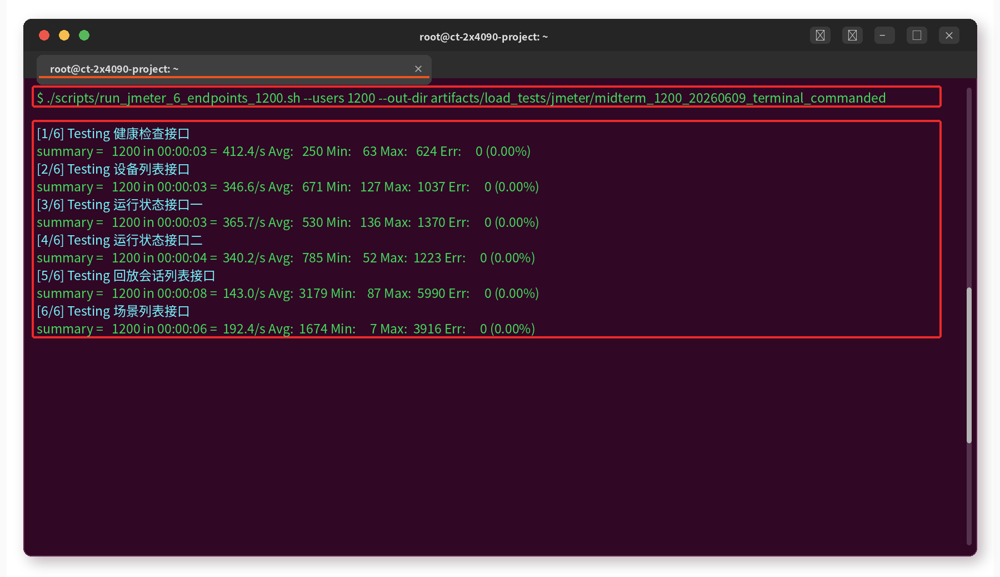 root@ct-2x4090-project: ~
root@ct-2x4090-project: ~
$ ./scripts/run_jmeter_6_endpoints_1200.sh --users 1200 --out-dir artifacts/load_tests/jmeter/midterm_1200_20260609_terminal_commanded
[1/6] Testing 健康检查接口
summary =   1200 in 00:00:03 =  412.4/s Avg:   250 Min:    63 Max:   624 Err:     0 (0.00%)
[2/6] Testing 设备列表接口
summary =   1200 in 00:00:03 =  346.6/s Avg:   671 Min:   127 Max:  1037 Err:     0 (0.00%)
[3/6] Testing 运行状态接口一
summary =   1200 in 00:00:03 =  365.7/s Avg:   530 Min:   136 Max:  1370 Err:     0 (0.00%)
[4/6] Testing 运行状态接口二
summary =   1200 in 00:00:04 =  340.2/s Avg:   785 Min:    52 Max:  1223 Err:     0 (0.00%)
[5/6] Testing 回放会话列表接口
summary =   1200 in 00:00:08 =  143.0/s Avg:  3179 Min:    87 Max:  5990 Err:     0 (0.00%)
[6/6] Testing 场景列表接口
summary =   1200 in 00:00:06 =  192.4/s Avg:  1674 Min:     7 Max:  3916 Err:     0 (0.00%)